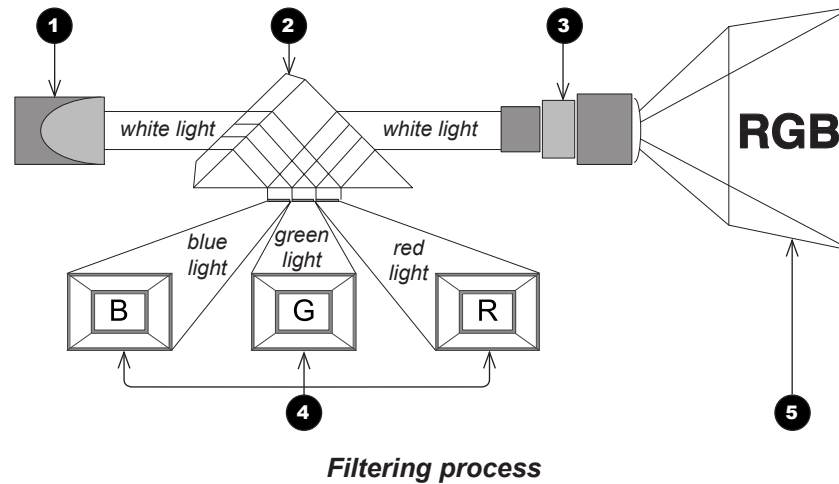 1 2 3
white light white light
RGB
blue light
green light
red light
B G R
4 5
Filtering process